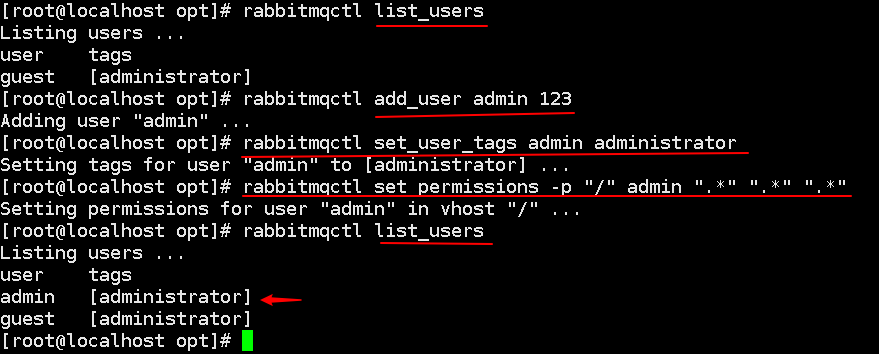 [root@localhost opt]# rabbitmqctl list_users
Listing users ...
user    tags
guest   [administrator]
[root@localhost opt]# rabbitmqctl add_user admin 123
Adding user "admin" ...
[root@localhost opt]# rabbitmqctl set_user_tags admin administrator
Setting tags for user "admin" to [administrator] ...
[root@localhost opt]# rabbitmqctl set_permissions -p "/" admin ".*" ".*" ".*"
Setting permissions for user "admin" in vhost "/" ...
[root@localhost opt]# rabbitmqctl list_users
Listing users ...
user    tags
admin   [administrator]
guest   [administrator]
[root@localhost opt]#